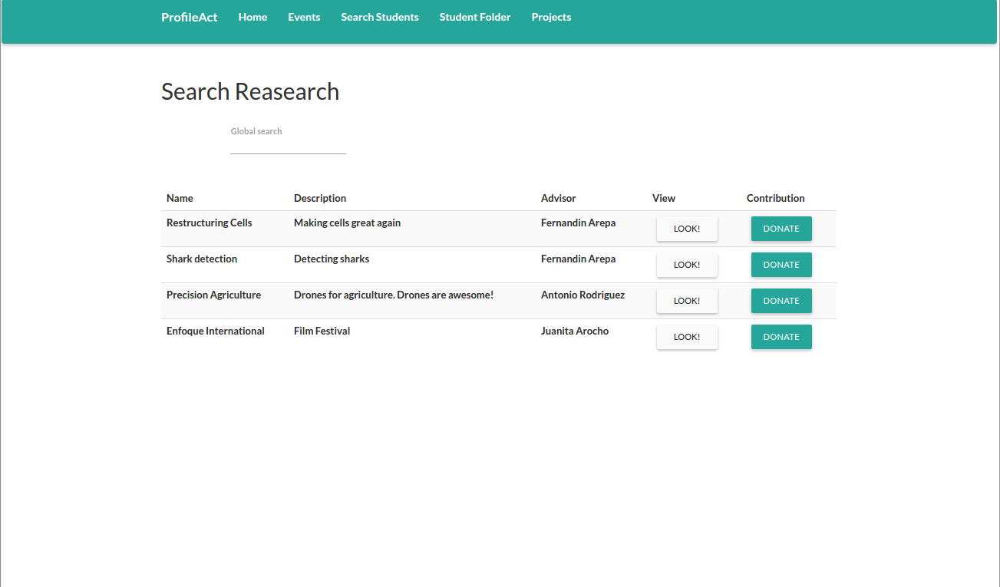 ProfileAct Home Events Search Students Student Folder Projects
Search Reasearch
Global search
Name Description Advisor View Contribution
Restructuring Cells Making cells great again Fernandin Arepa LOOK! DONATE
Shark detection Detecting sharks Fernandin Arepa LOOK! DONATE
Precision Agriculture Drones for agriculture. Drones are awesome! Antonio Rodriguez LOOK! DONATE
Enfoque International Film Festival Juanita Arocho LOOK! DONATE